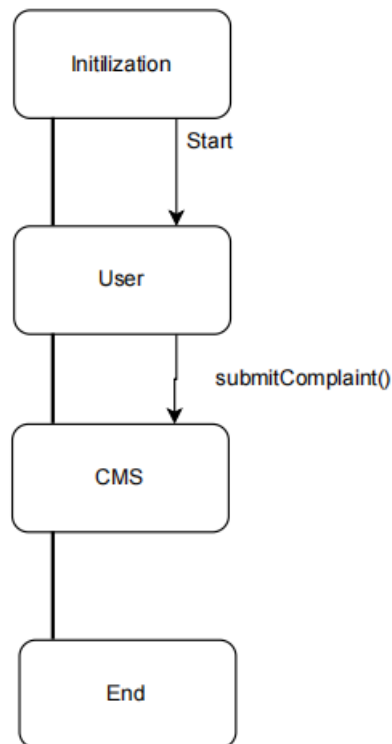 Initilization
Start
User
submitComplaint()
CMS
End